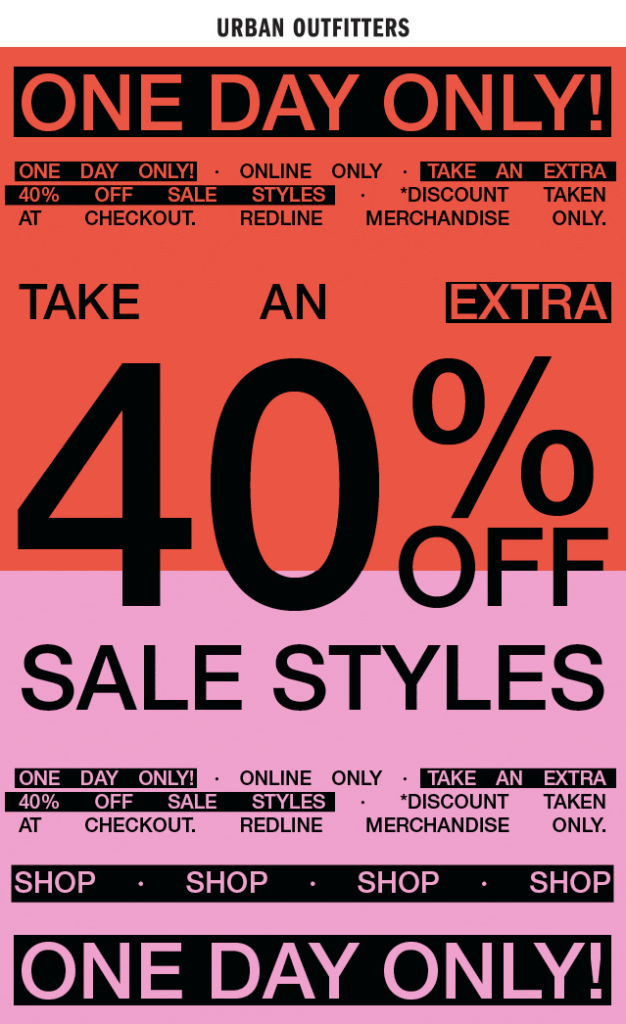 URBAN OUTFITTERS
ONE DAY ONLY!
ONE DAY ONLY! · ONLINE ONLY · TAKE AN EXTRA
40% OFF SALE STYLES · *DISCOUNT TAKEN
AT CHECKOUT. REDLINE MERCHANDISE ONLY.
TAKE AN EXTRA
40%
OFF
SALE STYLES
ONE DAY ONLY! · ONLINE ONLY · TAKE AN EXTRA
40% OFF SALE STYLES · *DISCOUNT TAKEN
AT CHECKOUT. REDLINE MERCHANDISE ONLY.
SHOP · SHOP · SHOP · SHOP
ONE DAY ONLY!